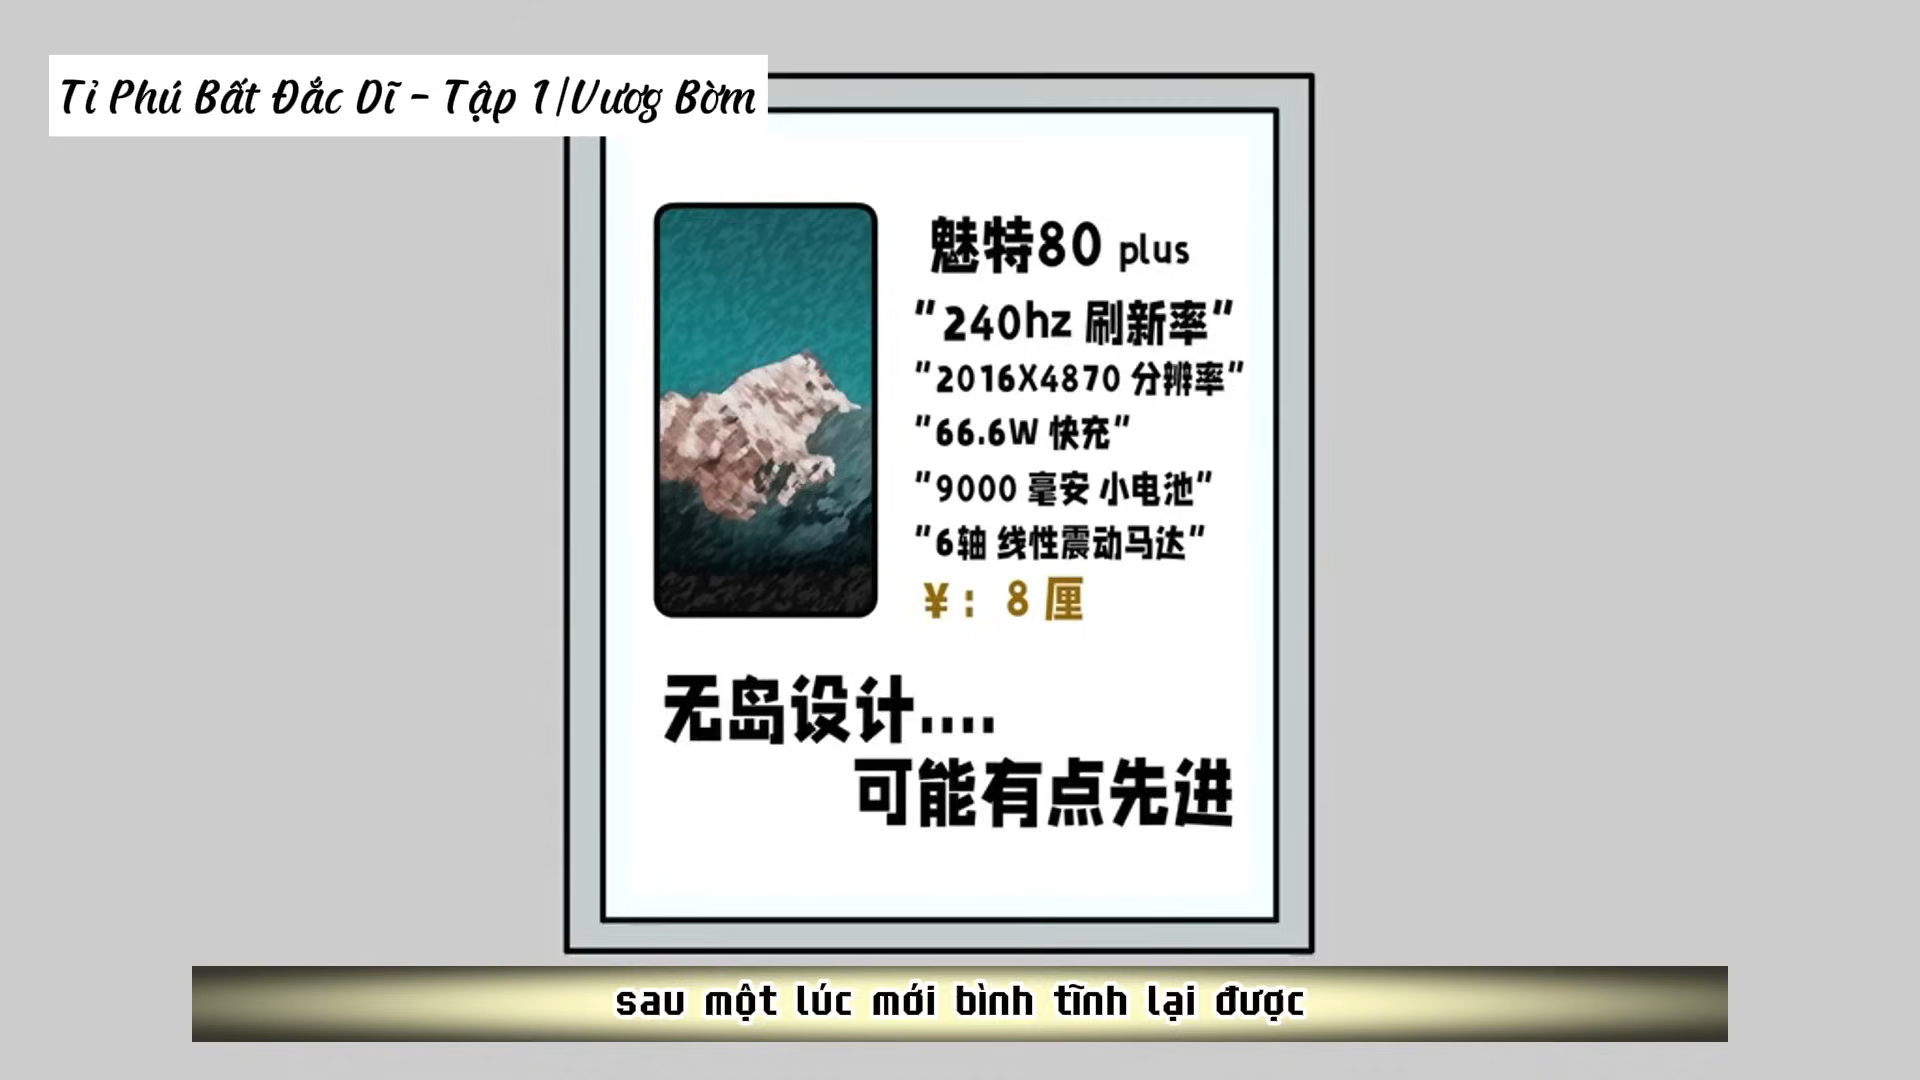 Tỉ Phú Bất Đắc Dĩ - Tập 1/Vươg Bờm
魅特80 plus
"240hz 刷新率"
"2016X4870 分辨率"
"66.6W 快充"
"9000 毫安 小电池"
"6轴 线性震动马达"
¥: 8 厘
无岛设计....
可能有点先进
sau một lúc mới bình tĩnh lại được